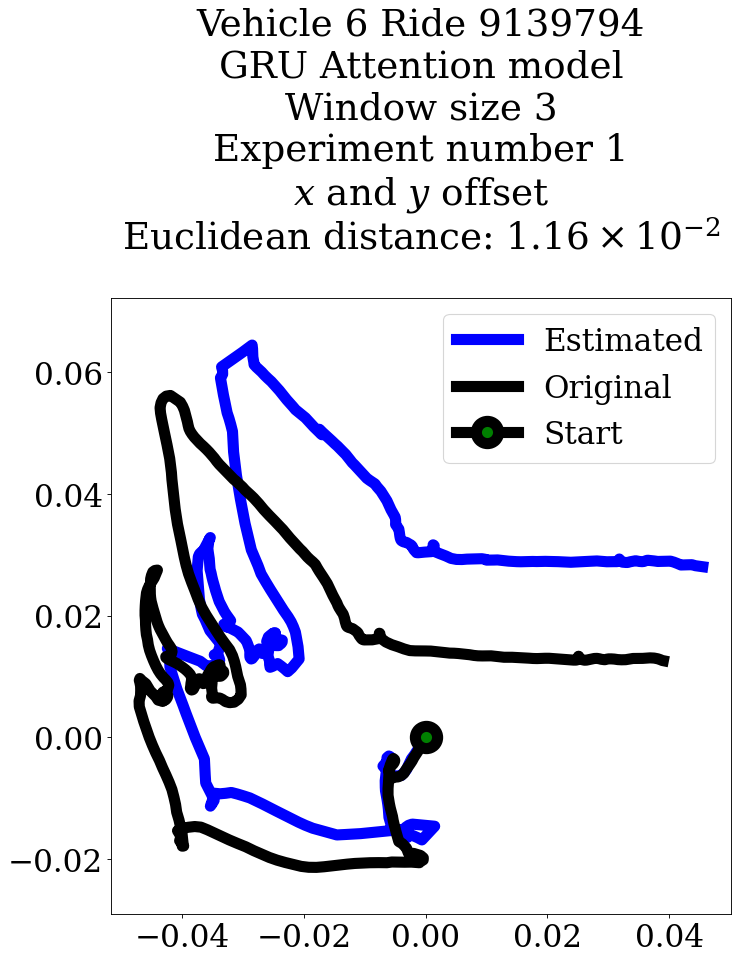 Vehicle 6 Ride 9139794
GRU Attention model
Window size 3
Experiment number 1
x and y offset
Euclidean distance: 1.16 × 10⁻²
Estimated
Original
Start
0.06
0.04
0.02
0.00
−0.02
−0.04
−0.02
0.00
0.02
0.04